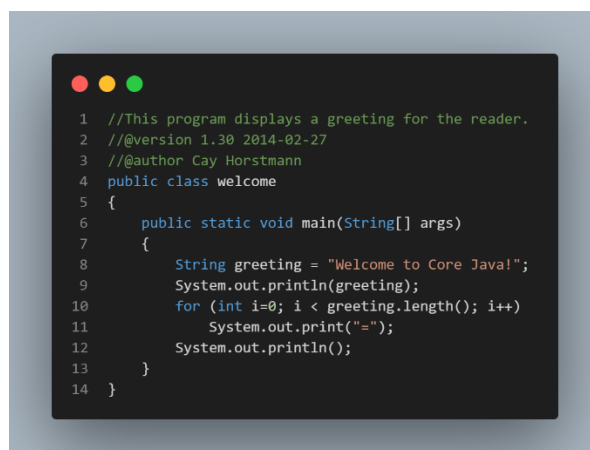 1 //This program displays a greeting for the reader.
2 //@version 1.30 2014-02-27
3 //@author Cay Horstmann
4 public class welcome
5 {
6     public static void main(String[] args)
7     {
8         String greeting = "Welcome to Core Java!";
9         System.out.println(greeting);
10         for (int i=0; i < greeting.length(); i++)
11             System.out.print("=");
12         System.out.println();
13     }
14 }